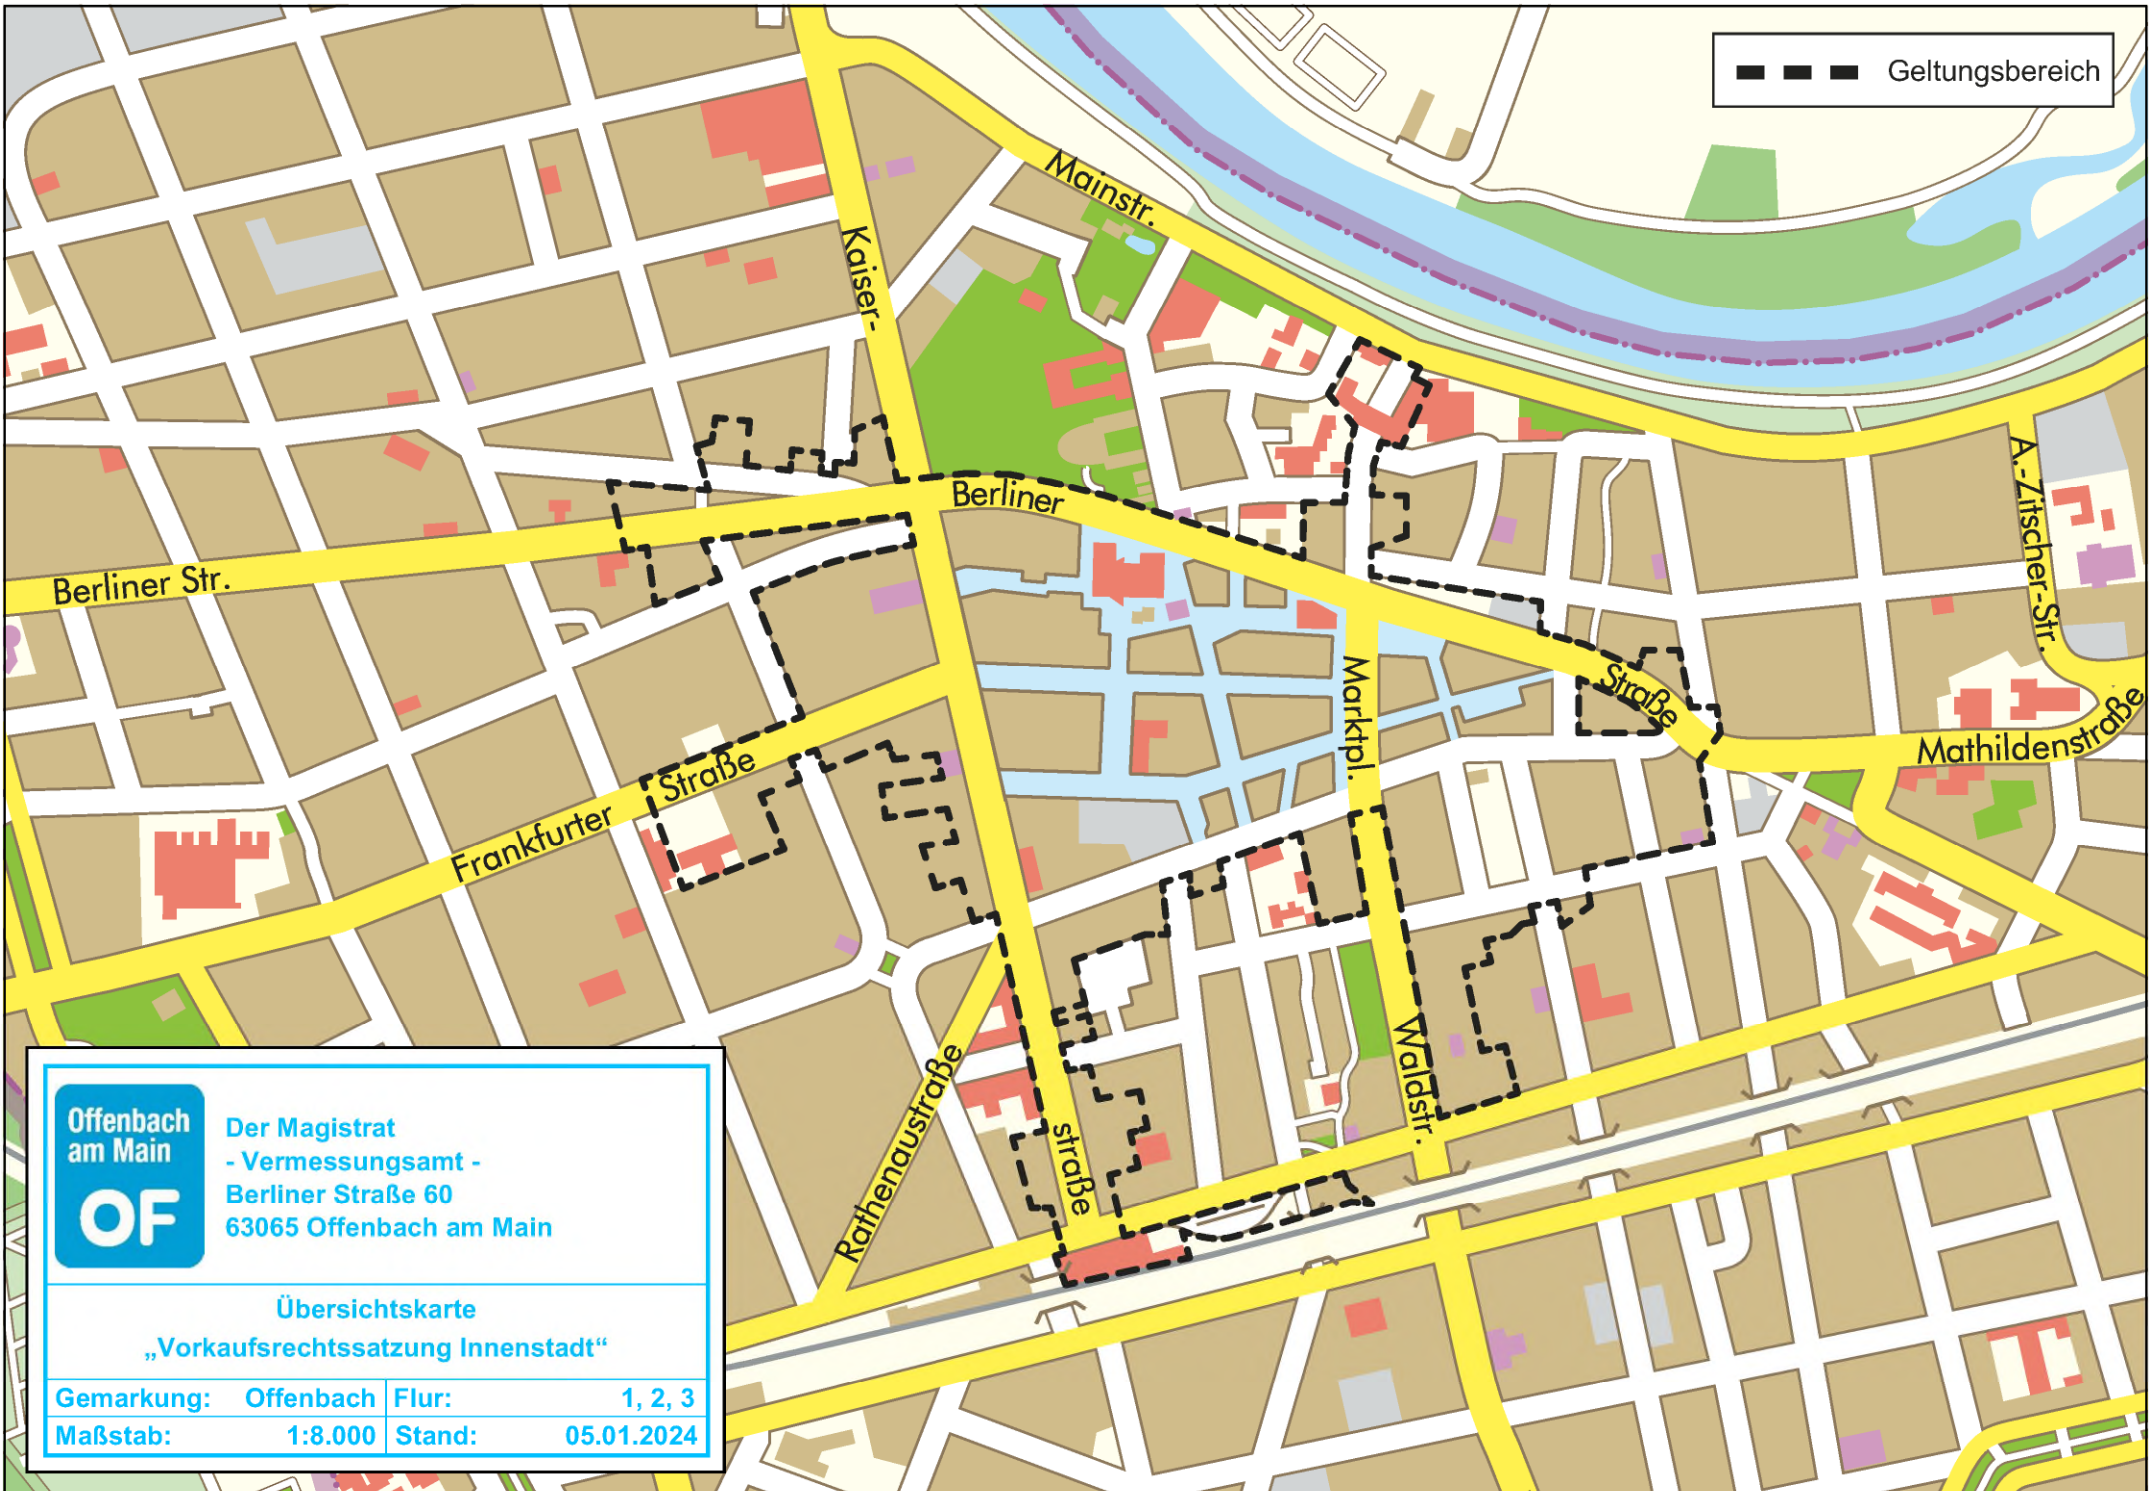 Geltungsbereich
Mainstr.
Kaiser-
Berliner
Berliner Str.
A.-Zitscher-Str.
Marktpl.
Straße
Mathildenstraße
Frankfurter
Straße
Waldstr.
Rathenaustraße
straße
Offenbach
am Main
OF
Der Magistrat
- Vermessungsamt -
Berliner Straße 60
63065 Offenbach am Main
Übersichtskarte
„Vorkaufsrechtssatzung Innenstadt“
Gemarkung: Offenbach Flur: 1, 2, 3
Maßstab: 1:8.000 Stand: 05.01.2024